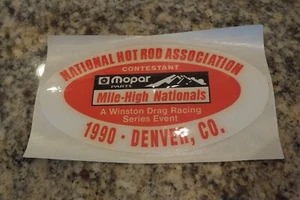 NATIONAL HOT ROD ASSOCIATION
CONTESTANT
Mopar
PARTS
Mile-High Nationals
A Winston Drag Racing
Series Event
1990 - DENVER, CO.